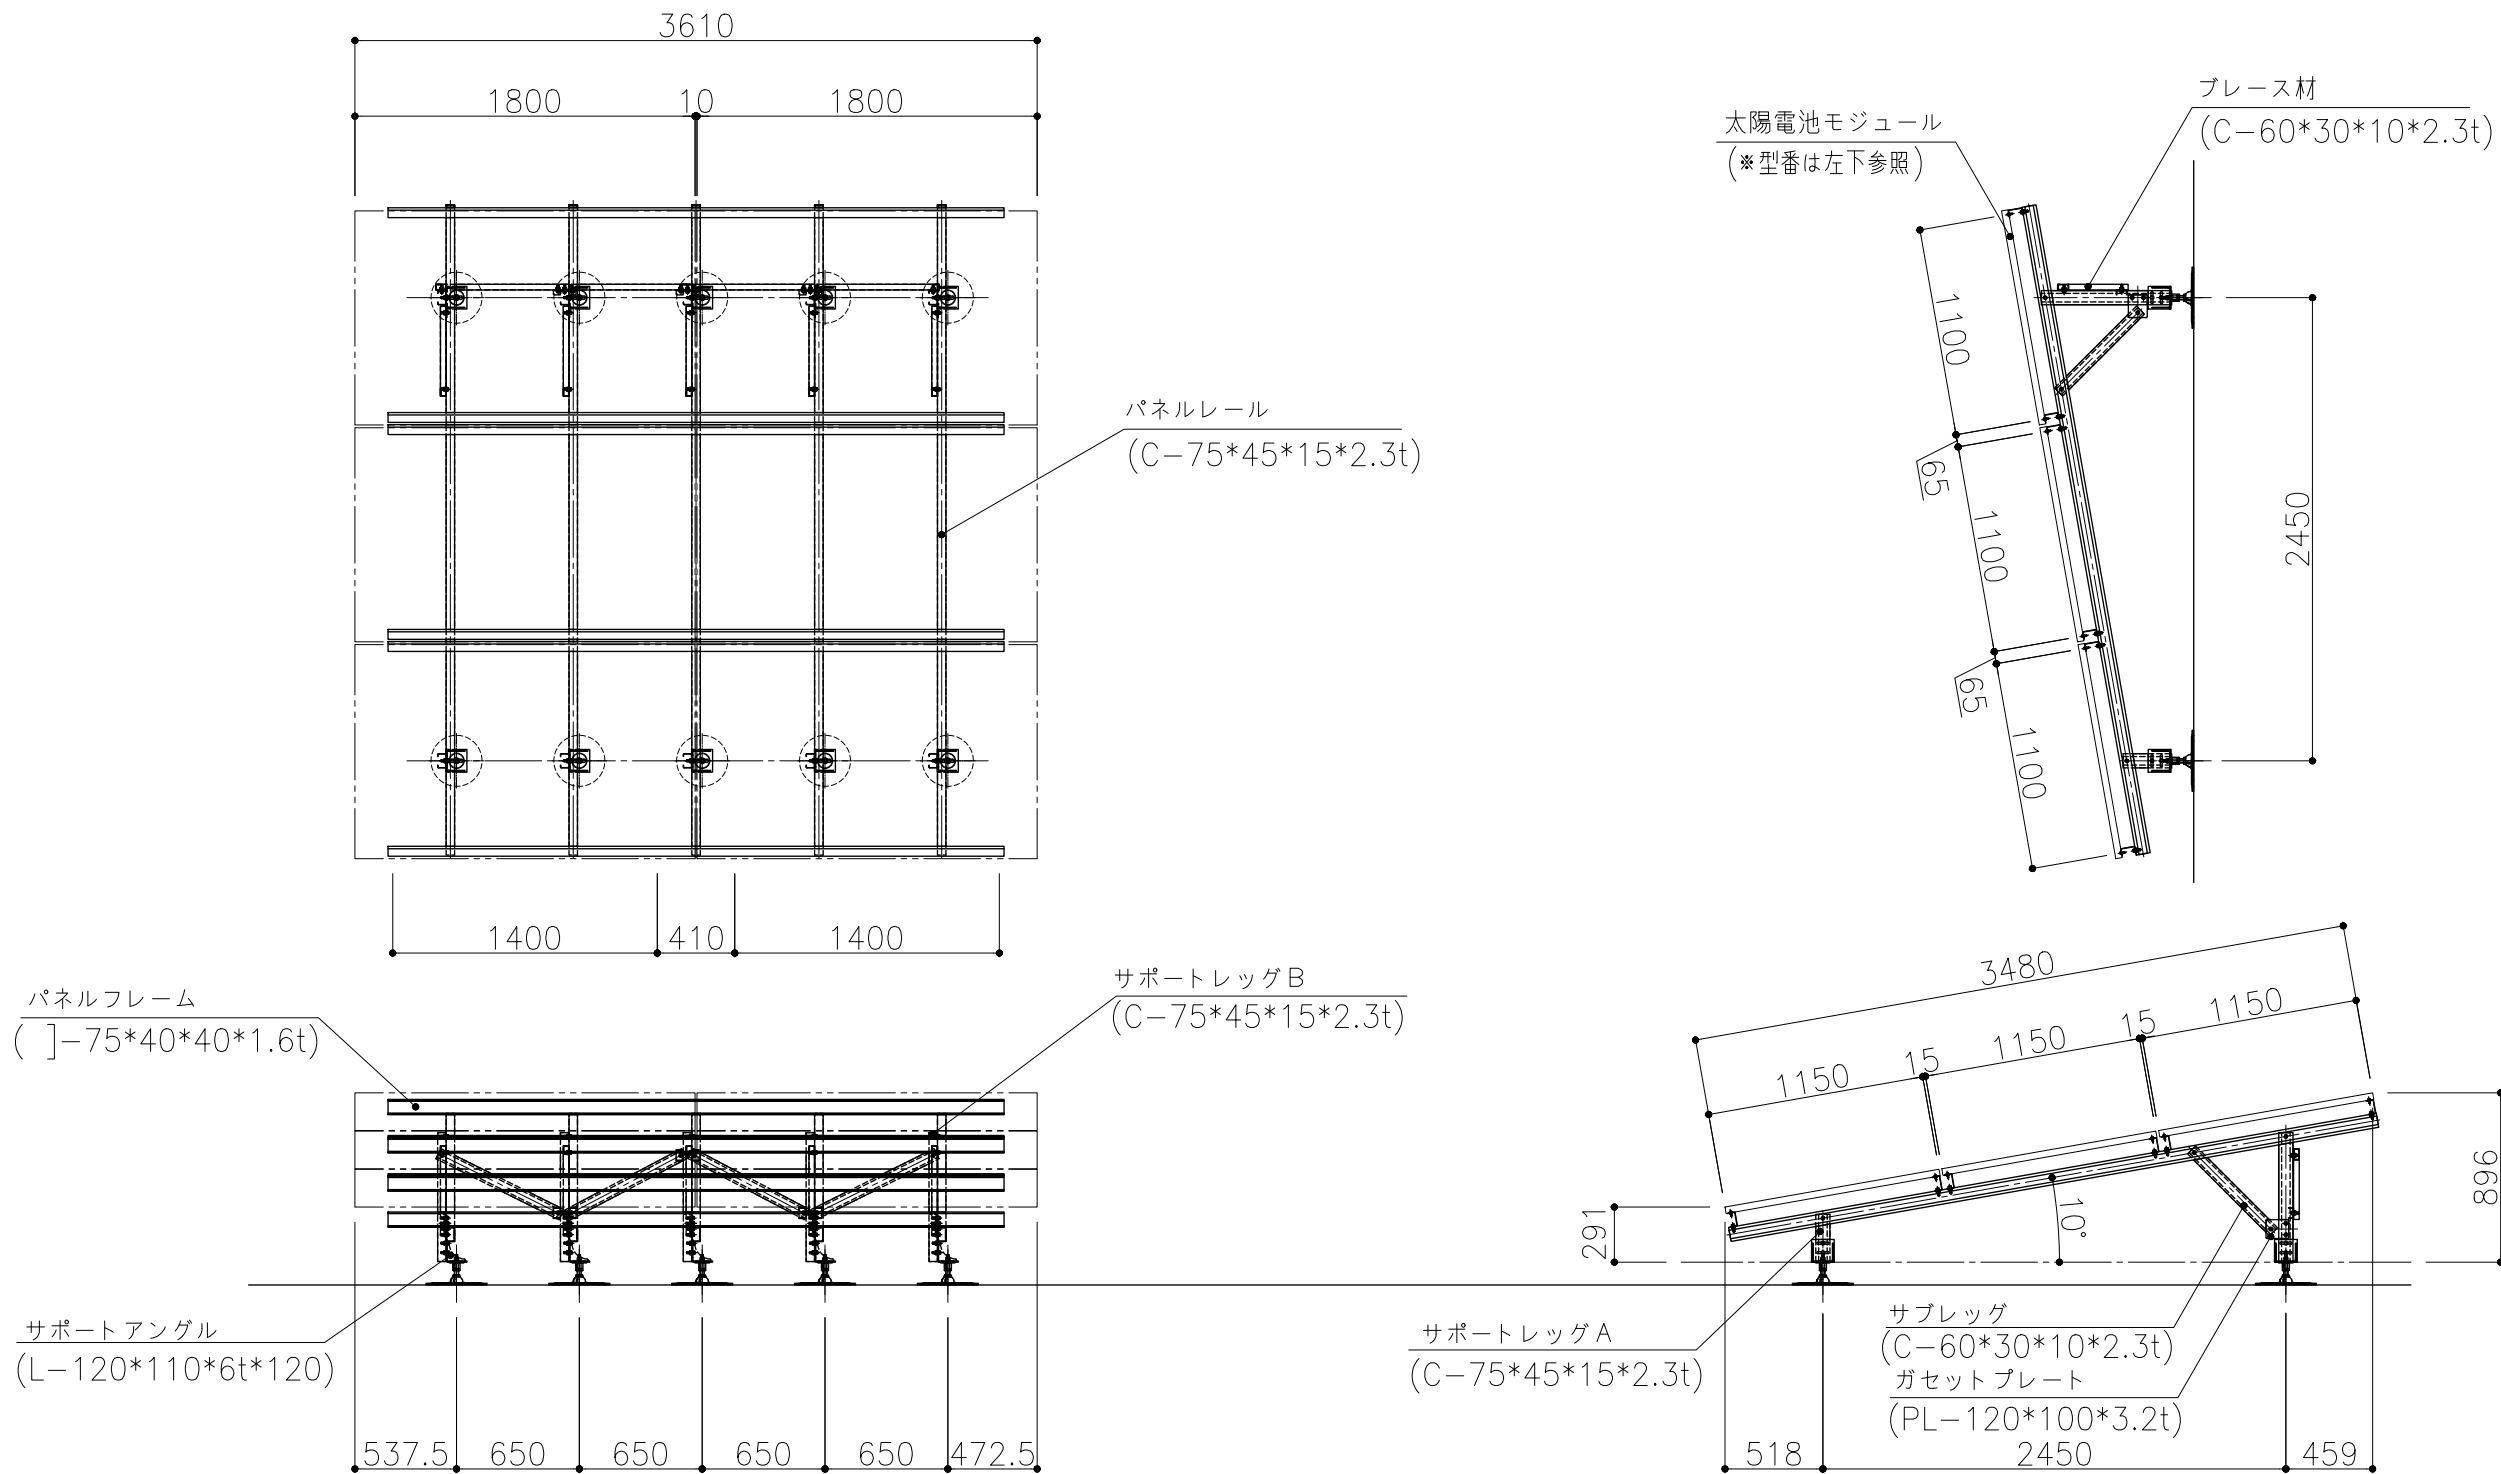 3610
1800
10
1800
ブレース材
(C-60*30*10*2.3t)
太陽電池モジュール
(※型番は左下参照)
パネルレール
(C-75*45*15*2.3t)
1100
65
1100
65
1100
2450
1400
410
1400
サポートレッグB
(C-75*45*15*2.3t)
パネルフレーム
( ]-75*40*40*1.6t)
3480
1150
15
1150
15
1150
291
10°
896
サポートアングル
(L-120*110*6t*120)
サポートレッグA
(C-75*45*15*2.3t)
サブレッグ
(C-60*30*10*2.3t)
ガセットプレート
(PL-120*100*3.2t)
537.5
650
650
650
650
472.5
518
2450
459